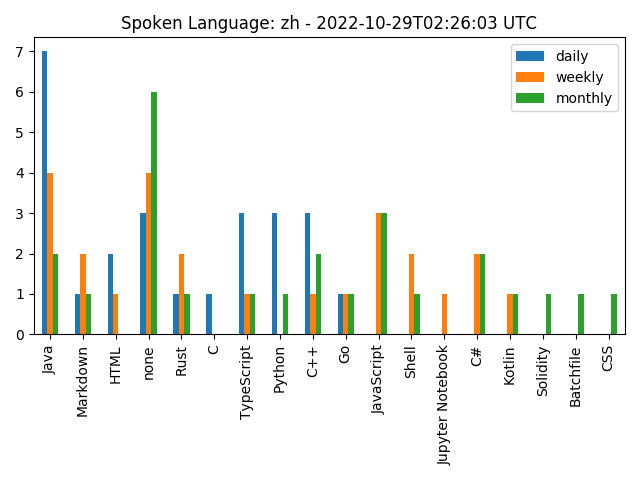 Spoken Language: zh - 2022-10-29T02:26:03 UTC
daily
weekly
monthly
7
6
5
4
3
2
1
0
Java
Markdown
HTML
none
Rust
C
TypeScript
Python
C++
Go
JavaScript
Shell
Jupyter Notebook
C#
Kotlin
Solidity
Batchfile
CSS